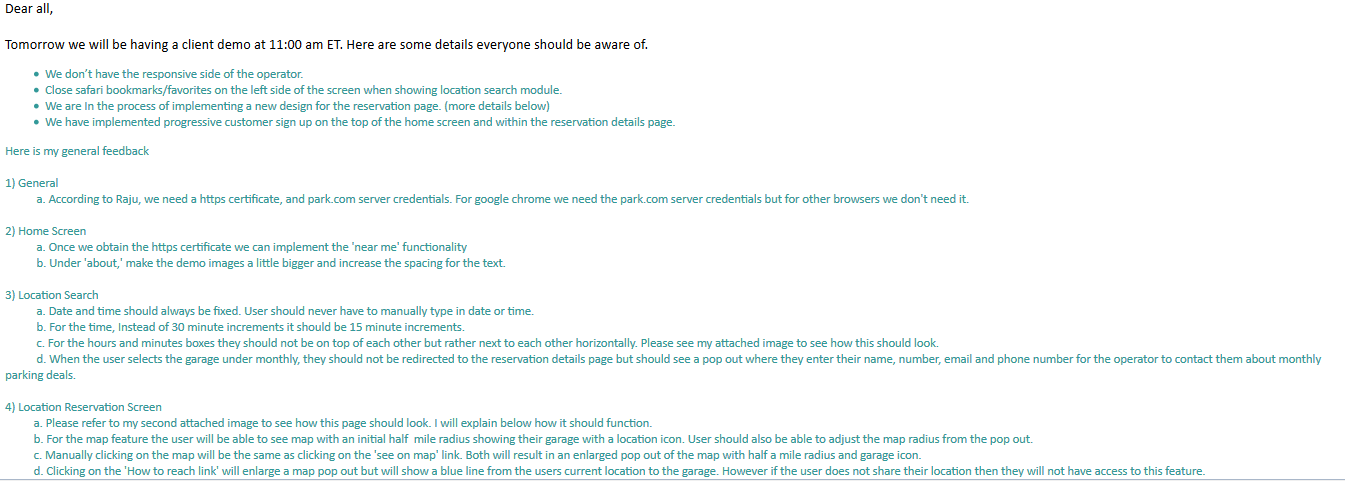 Dear all,
Tomorrow we will be having a client demo at 11:00 am ET. Here are some details everyone should be aware of.
• We don't have the responsive side of the operator.
• Close safari bookmarks/favorites on the left side of the screen when showing location search module.
• We are In the process of implementing a new design for the reservation page. (more details below)
• We have implemented progressive customer sign up on the top of the home screen and within the reservation details page.
Here is my general feedback
1) General
a. According to Raju, we need a https certificate, and park.com server credentials. For google chrome we need the park.com server credentials but for other browsers we don't need it.
2) Home Screen
a. Once we obtain the https certificate we can implement the 'near me' functionality
b. Under 'about,' make the demo images a little bigger and increase the spacing for the text.
3) Location Search
a. Date and time should always be fixed. User should never have to manually type in date or time.
b. For the time, Instead of 30 minute increments it should be 15 minute increments.
c. For the hours and minutes boxes they should not be on top of each other but rather next to each other horizontally. Please see my attached image to see how this should look.
d. When the user selects the garage under monthly, they should not be redirected to the reservation details page but should see a pop out where they enter their name, number, email and phone number for the operator to contact them about monthly
parking deals.
4) Location Reservation Screen
a. Please refer to my second attached image to see how this page should look. I will explain below how it should function.
b. For the map feature the user will be able to see map with an initial half  mile radius showing their garage with a location icon. User should also be able to adjust the map radius from the pop out.
c. Manually clicking on the map will be the same as clicking on the 'see on map' link. Both will result in an enlarged pop out of the map with half a mile radius and garage icon.
d. Clicking on the 'How to reach link' will enlarge a map pop out but will show a blue line from the users current location to the garage. However if the user does not share their location then they will not have access to this feature.